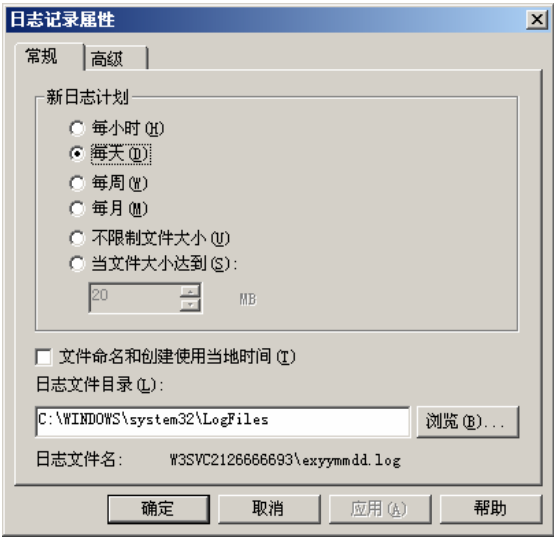 日志记录属性
常规 高级
新日志计划
每小时(H)
每天(D)
每周(W)
每月(M)
不限制文件大小(U)
当文件大小达到(S):
20 MB
文件命名和创建使用当地时间(T)
日志文件目录(L):
C:\WINDOWS\system32\LogFiles 浏览(B)...
日志文件名: W3SVC2126666693\exyymmdd.log
确定 取消 应用(A) 帮助